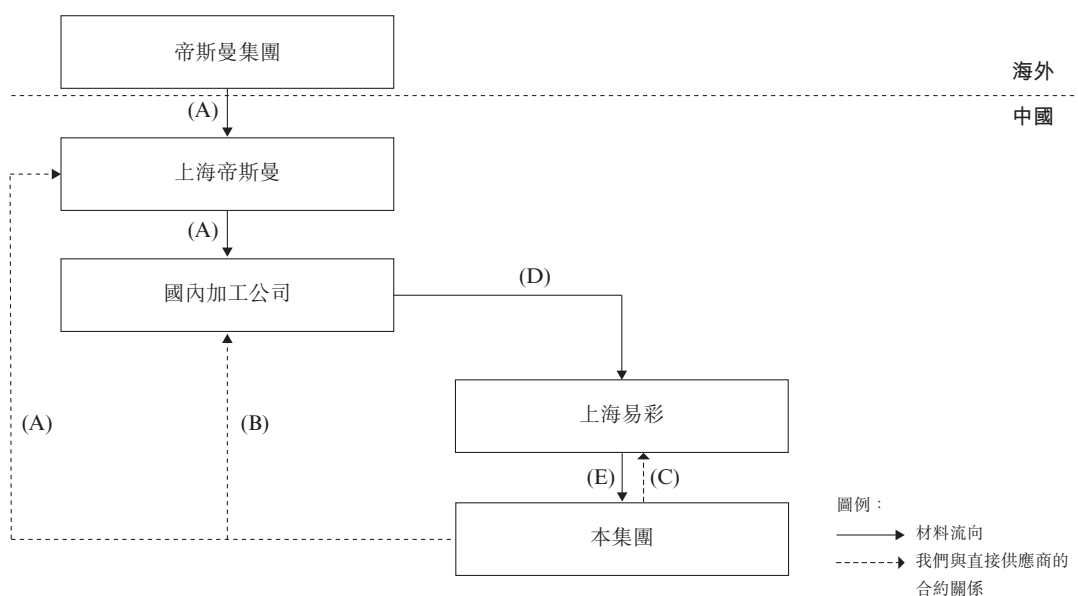 帝斯曼集團
海外
(A)
中國
上海帝斯曼
(A)
國內加工公司
(D)
(A)
(B)
上海易彩
(E)
(C)
本集團
圖例：
材料流向
我們與直接供應商的
合約關係